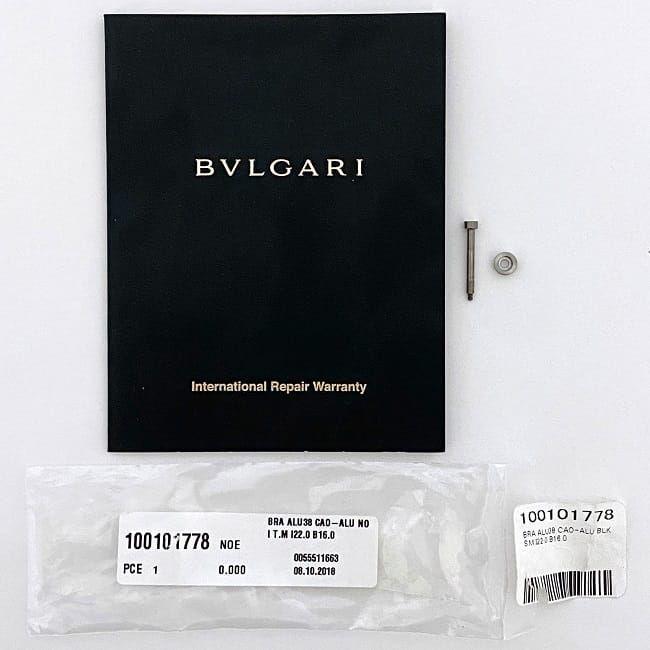 BVLGARI
International Repair Warranty
100101778 NOE
BRA ALU38 CAO-ALU NO
I T.M I22.0 B16.0
PCE 1 0,000
0055511663
08.10.2018
100101778
BRA ALU38 CAO-ALU BLK
S M I22.0 B16.0